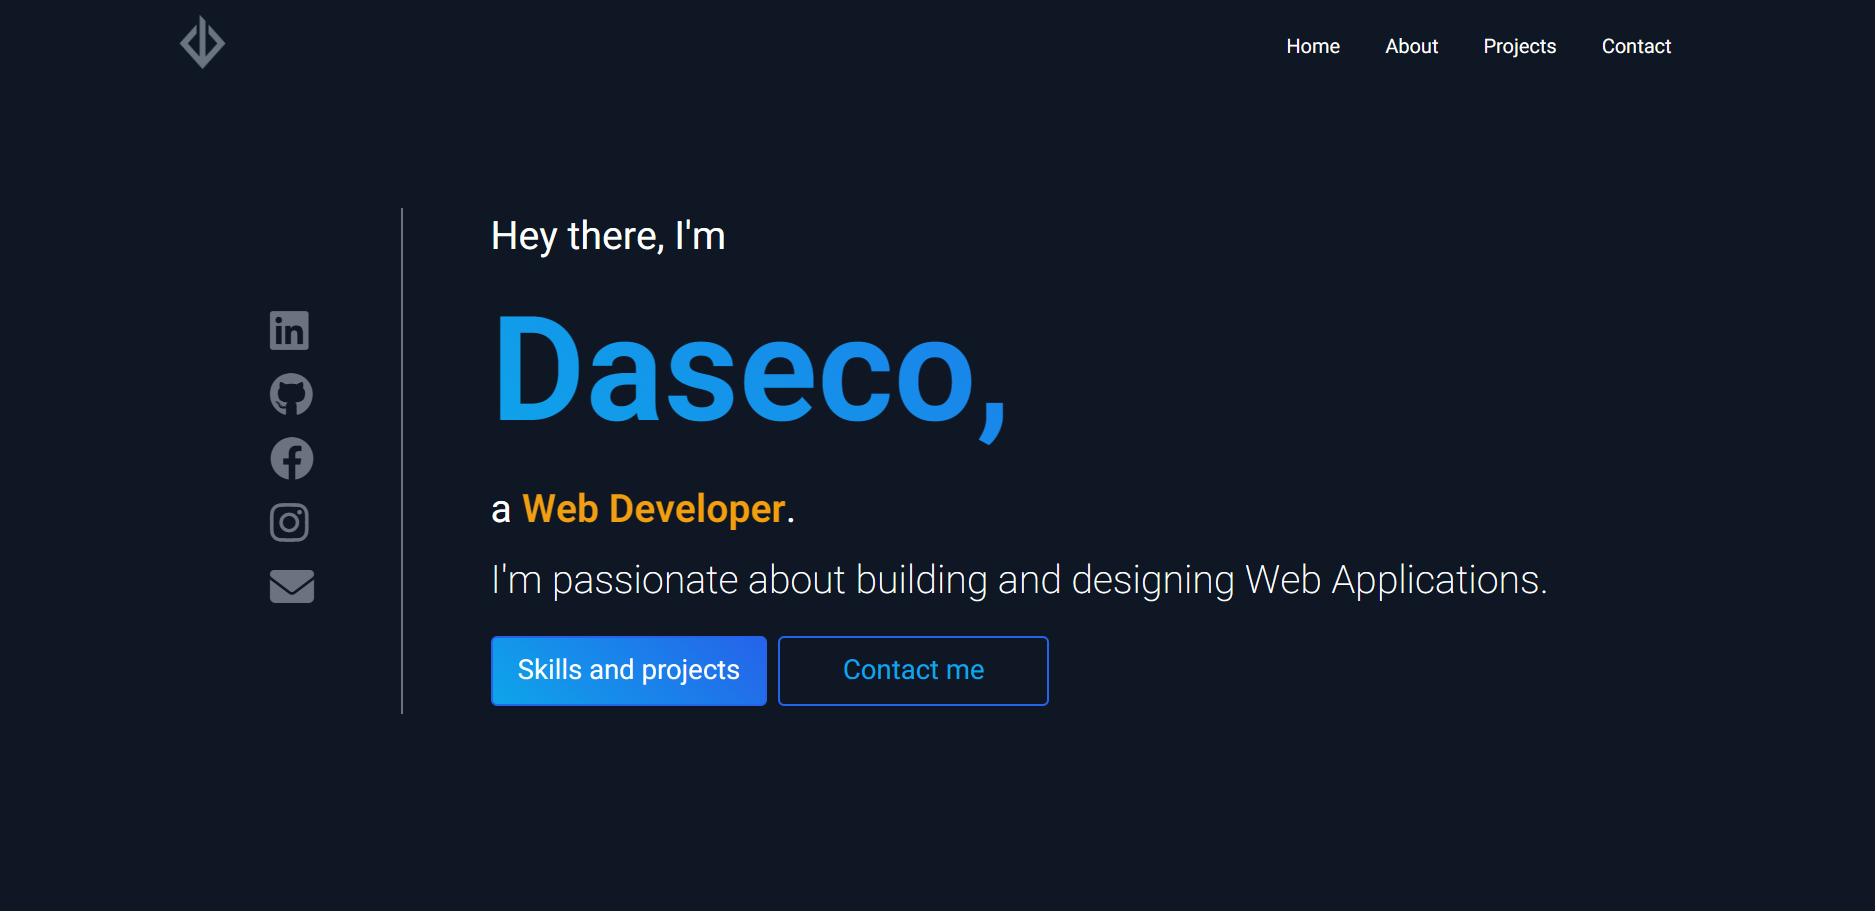 Home About Projects Contact
Hey there, I'm
Daseco,
a Web Developer.
I'm passionate about building and designing Web Applications.
Skills and projects Contact me